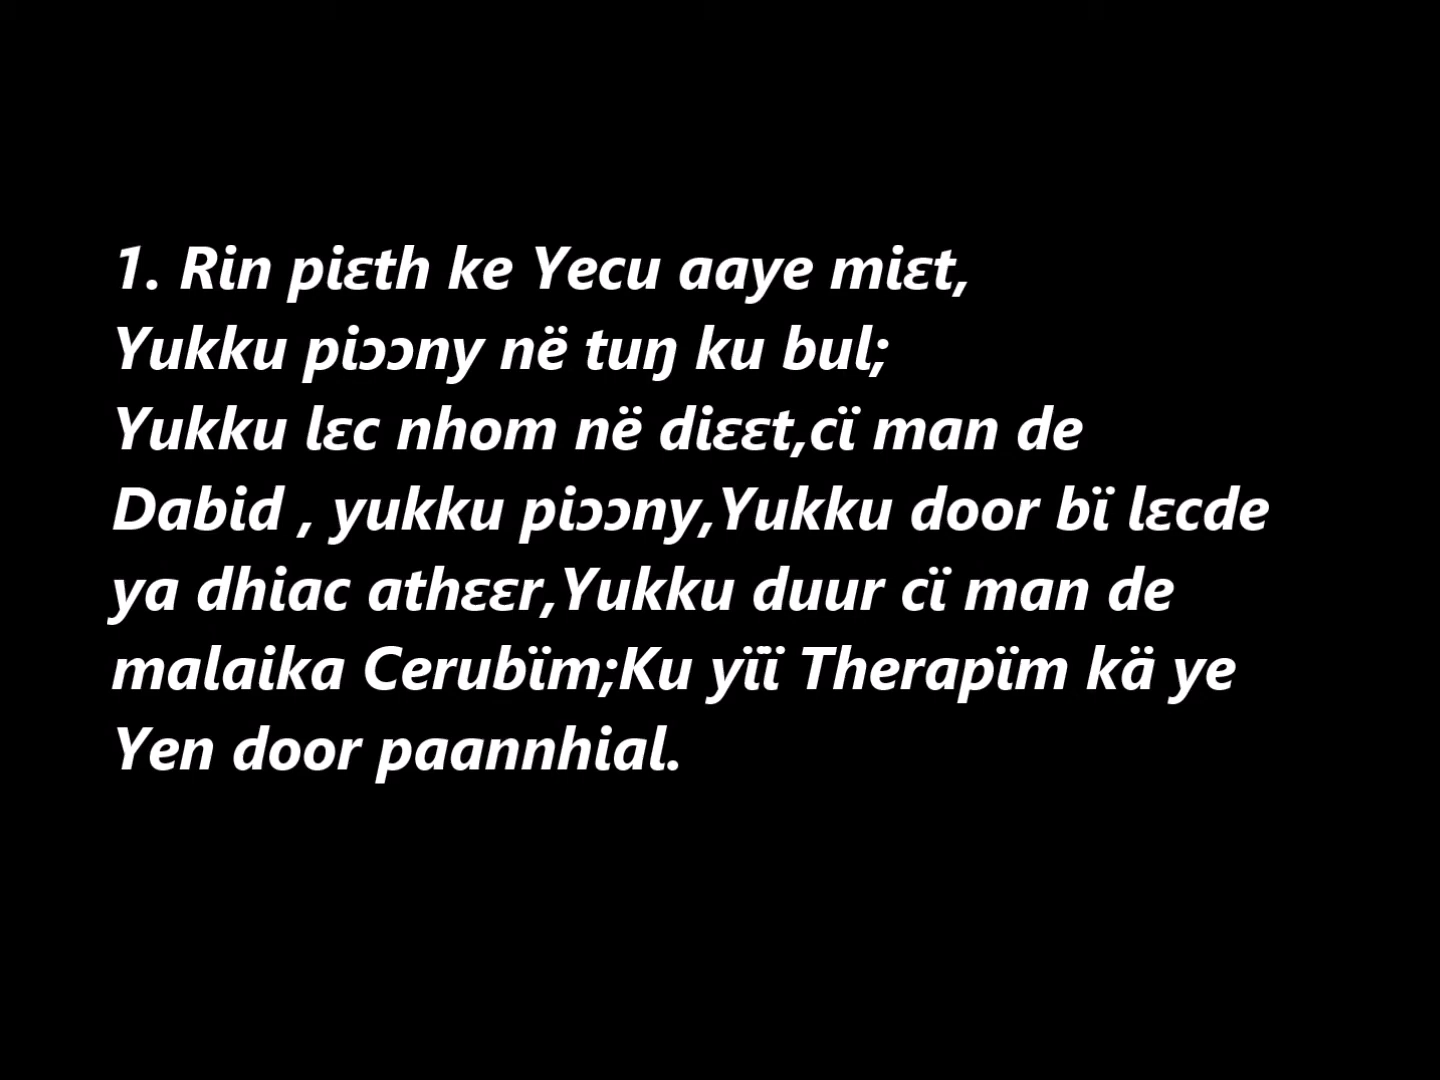 1. Rin piɛth ke Yecu aaye miɛt,
Yukku piɔɔny në tuŋ ku bul;
Yukku lɛc nhom në diɛɛt,cï man de
Dabid , yukku piɔɔny,Yukku door bï lɛcde
ya dhiac athɛɛr,Yukku duur cï man de
malaika Cerubïm;Ku yïï Therapïm kä ye
Yen door paannhial.